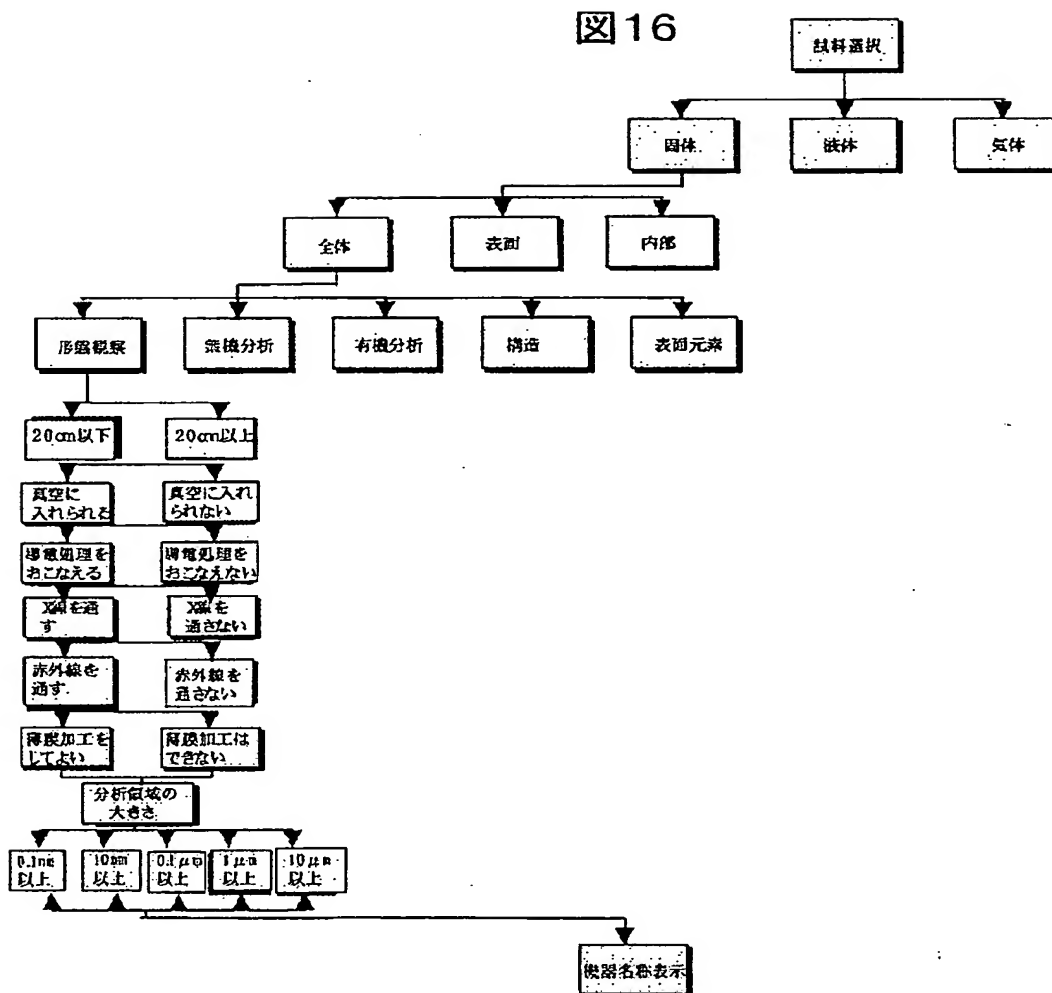 図16
試料選択
固体
液体
気体
全体
表面
内部
形態観察
無機分析
有機分析
構造
表面元素
20cm以下
20cm以上
真空に
入れられる
真空に入れ
られない
導電処理を
おこなえる
導電処理を
おこなえない
X線を通
す
X線を
通さない
赤外線を
通す
赤外線を
通さない
薄膜加工を
してよい
薄膜加工は
できない
分析領域の
大きさ
0.1nm
以上
10nm
以上
0.1μm
以上
1μm
以上
10μm
以上
機器名称表示